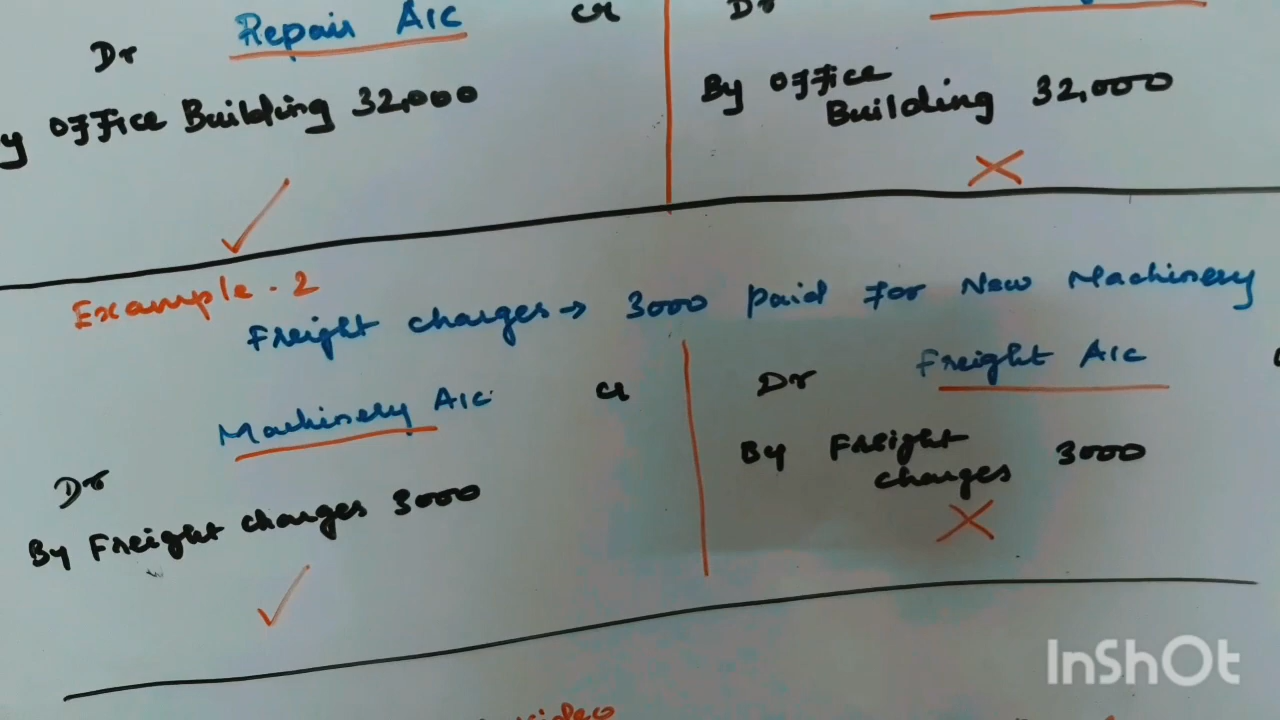 Dr Repair A/C Cr
By Office Building 32,000
Dr
By Office
Building 32,000
Example. 2
Freight charges → 3000 paid for New Machinery
Machinery A/C Cr
Dr
By Freight charges 3000
Dr Freight A/C
By Freight
charges 3000
InShOt